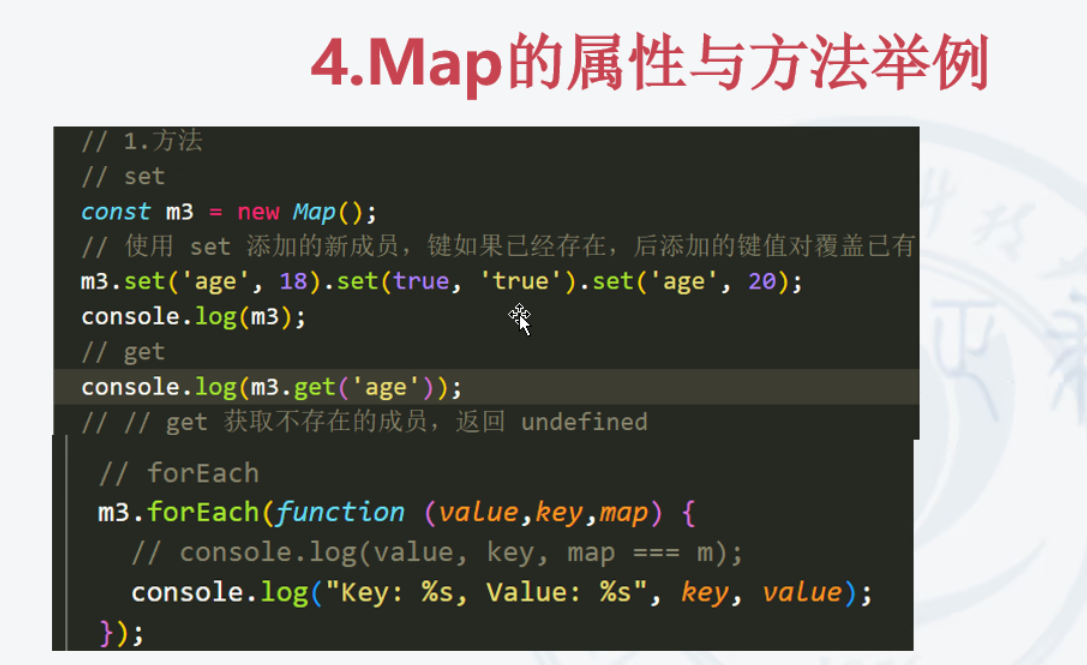 4.Map的属性与方法举例
// 1.方法
// set
const m3 = new Map();
// 使用 set 添加的新成员，键如果已经存在，后添加的键值对覆盖已有
m3.set('age', 18).set(true, 'true').set('age', 20);
console.log(m3);
// get
console.log(m3.get('age'));
// // get 获取不存在的成员，返回 undefined
// forEach
m3.forEach(function (value,key,map) {
// console.log(value, key, map === m);
console.log("Key: %s, Value: %s", key, value);
});